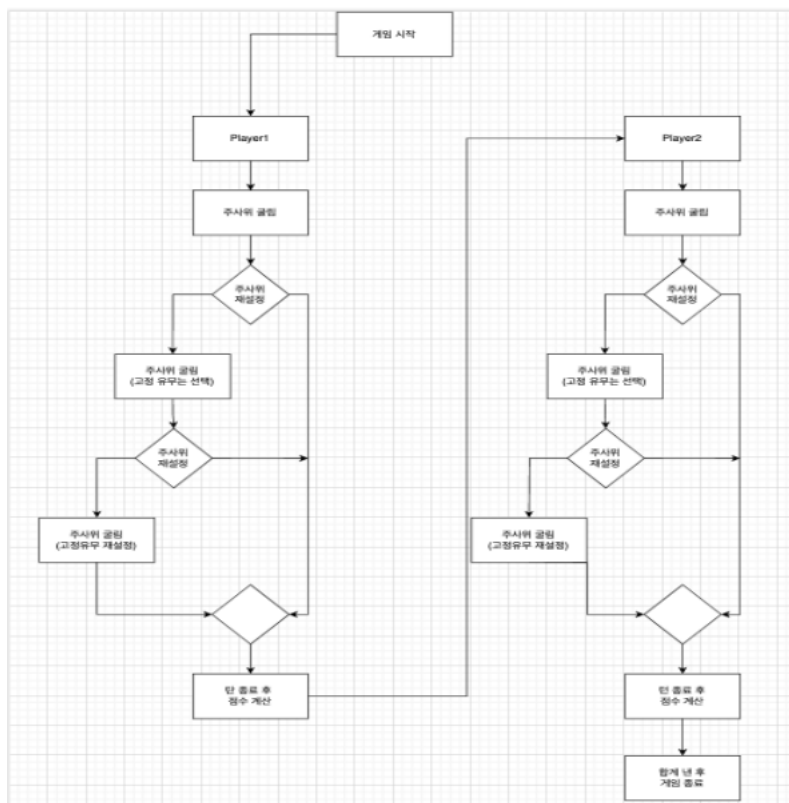 게임 시작
Player1
주사위 굴림
주사위
재설정
주사위 굴림
(고정 유무는 선택)
주사위
재설정
주사위 굴림
(고정유무 재설정)
턴 종료 후
점수 계산
Player2
주사위 굴림
주사위
재설정
주사위 굴림
(고정 유무는 선택)
주사위
재설정
주사위 굴림
(고정유무 재설정)
턴 종료 후
점수 계산
합계 낸 후
게임 종료